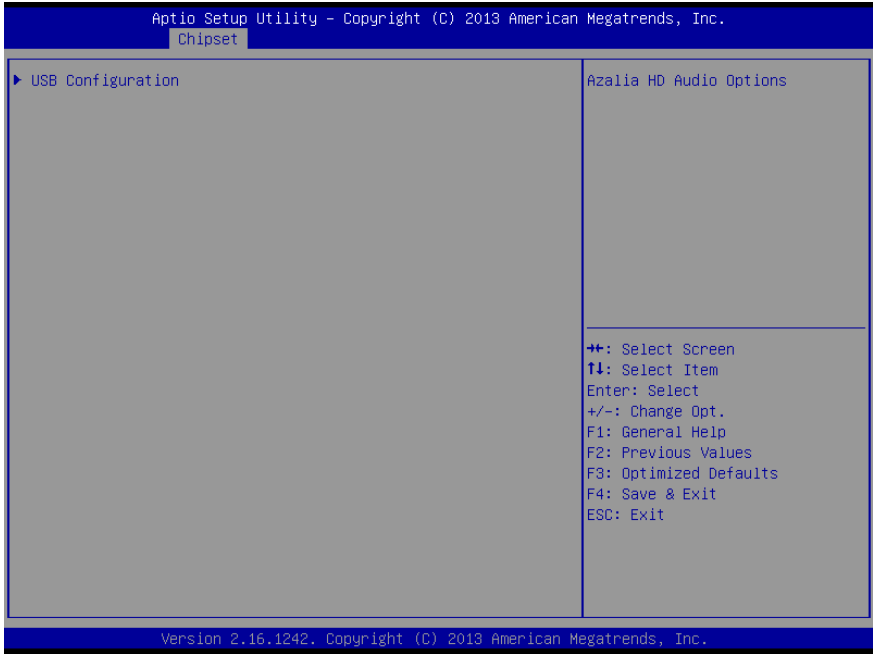 Aptio Setup Utility – Copyright (C) 2013 American Megatrends, Inc.
Chipset
USB Configuration
Azalia HD Audio Options
→←: Select Screen
↑↓: Select Item
Enter: Select
+/-: Change Opt.
F1: General Help
F2: Previous Values
F3: Optimized Defaults
F4: Save & Exit
ESC: Exit
Version 2.16.1242. Copyright (C) 2013 American Megatrends, Inc.